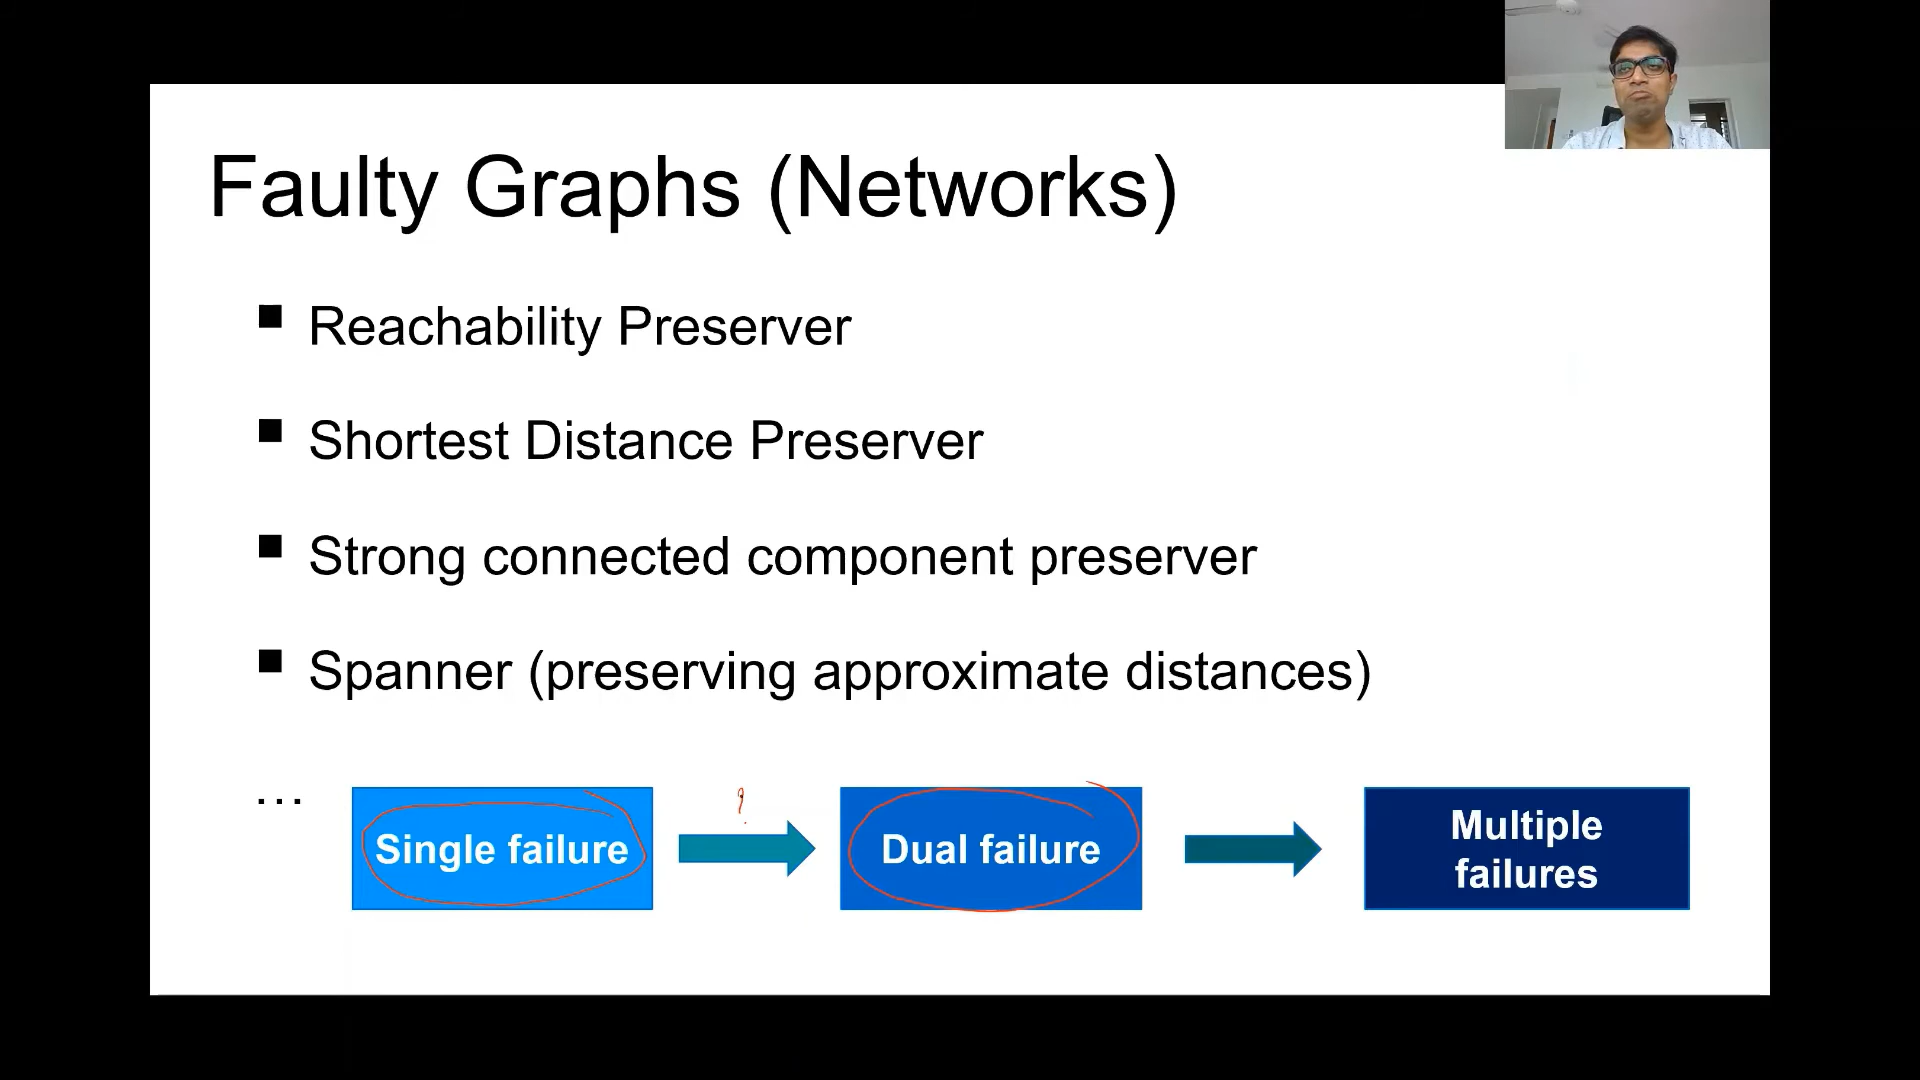 Faulty Graphs (Networks)
Reachability Preserver
Shortest Distance Preserver
Strong connected component preserver
Spanner (preserving approximate distances)
...
Single failure
?
Dual failure
Multiple
failures